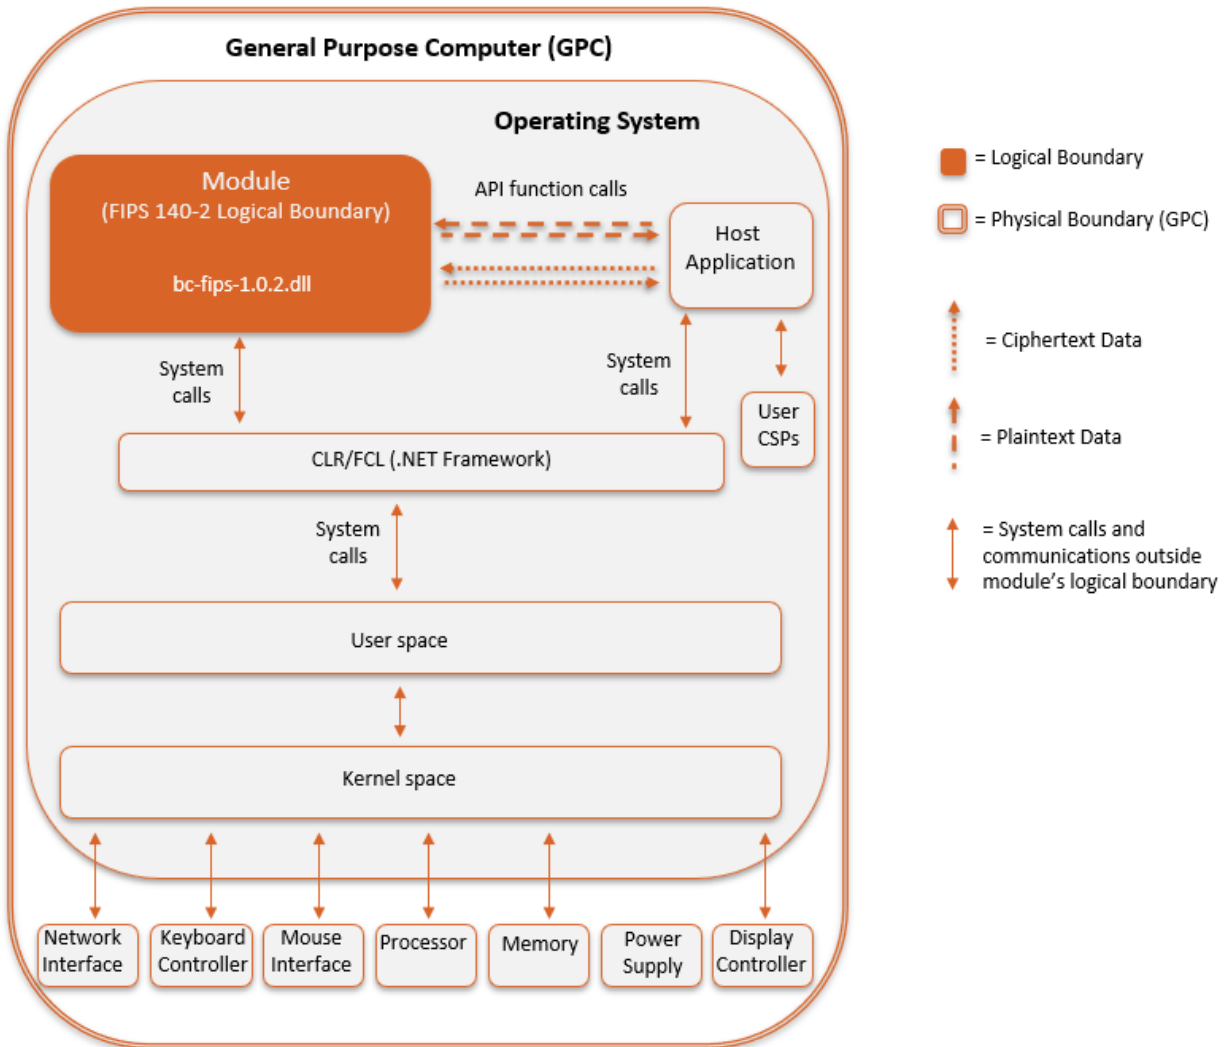 General Purpose Computer (GPC)
Operating System
Module
(FIPS 140-2 Logical Boundary)
bc-fips-1.0.2.dll
API function calls
Host
Application
System
calls
System
calls
User
CSPs
CLR/FCL (.NET Framework)
System
calls
User space
Kernel space
Network
Interface
Keyboard
Controller
Mouse
Interface
Processor
Memory
Power
Supply
Display
Controller
= Logical Boundary
= Physical Boundary (GPC)
= Ciphertext Data
= Plaintext Data
= System calls and
communications outside
module’s logical boundary